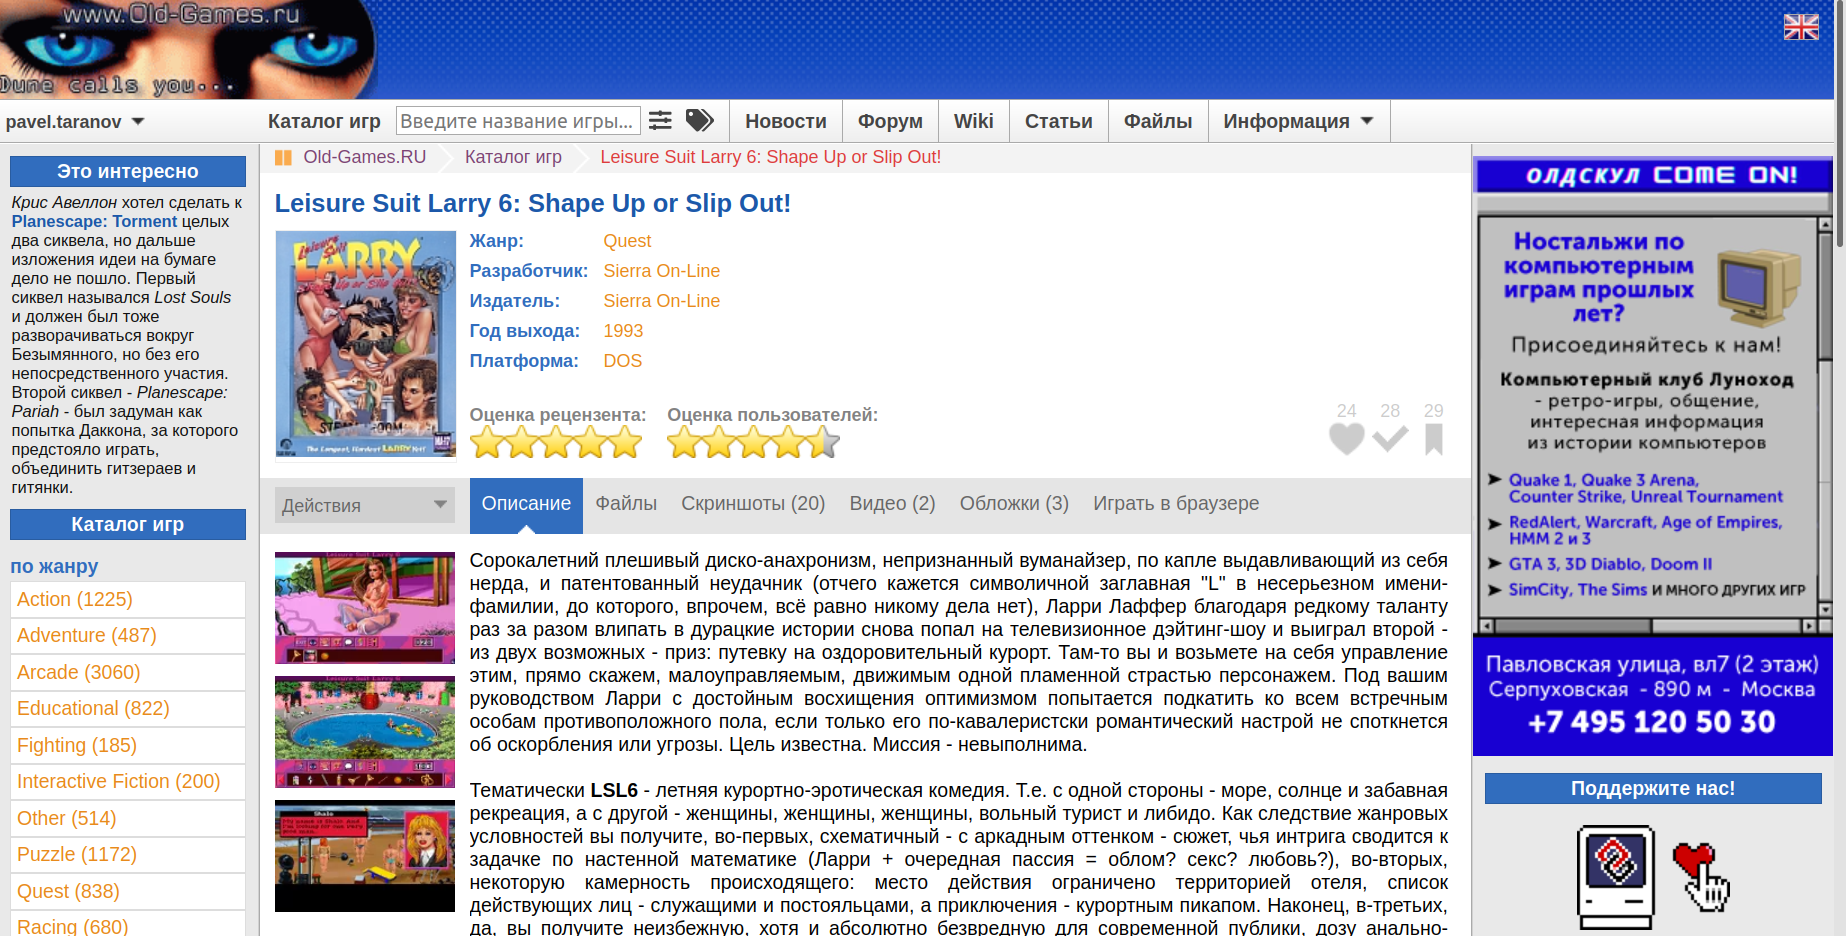 www.Old-Games.ru
Dune calls you...
pavel.taranov
Каталог игр
Введите название игры...
Новости
Форум
Wiki
Статьи
Файлы
Информация
Это интересно
Крис Авеллон хотел сделать к
Planescape: Torment целых
два сиквела, но дальше
изложения идеи на бумаге
дело не пошло. Первый
сиквел назывался Lost Souls
и должен был тоже
разворачиваться вокруг
Безымянного, но без его
непосредственного участия.
Второй сиквел - Planescape:
Pariah - был задуман как
попытка Даккона, за которого
предстояло играть,
объединить гитзераев и
гитянки.
Каталог игр
по жанру
Action (1225)
Adventure (487)
Arcade (3060)
Educational (822)
Fighting (185)
Interactive Fiction (200)
Other (514)
Puzzle (1172)
Quest (838)
Racing (680)
Old-Games.RU
Каталог игр
Leisure Suit Larry 6: Shape Up or Slip Out!
Leisure Suit Larry 6: Shape Up or Slip Out!
Leisure Suit
LARRY
Shape Up or Slip Out!
The Longest, Hardest LARRY Yet!
Жанр: Quest
Разработчик: Sierra On-Line
Издатель: Sierra On-Line
Год выхода: 1993
Платформа: DOS
Оценка рецензента: Оценка пользователей:
24 28 29
Действия
Описание
Файлы
Скриншоты (20)
Видео (2)
Обложки (3)
Играть в браузере
Leisure Suit Larry 6
Leisure Suit Larry 6
Сорокалетний плешивый диско-анахронизм, непризнанный вуманайзер, по капле выдавливающий из себя
нерда, и патентованный неудачник (отчего кажется символичной заглавная "L" в несерьезном имени-
фамилии, до которого, впрочем, всё равно никому дела нет), Ларри Лаффер благодаря редкому таланту
раз за разом влипать в дурацкие истории снова попал на телевизионное дэйтинг-шоу и выиграл второй -
из двух возможных - приз: путевку на оздоровительный курорт. Там-то вы и возьмете на себя управление
этим, прямо скажем, малоуправляемым, движимым одной пламенной страстью персонажем. Под вашим
руководством Ларри с достойным восхищения оптимизмом попытается подкатить ко всем встречным
особам противоположного пола, если только его по-кавалеристски романтический настрой не споткнется
об оскорбления или угрозы. Цель известна. Миссия - невыполнима.
Тематически LSL6 - летняя курортно-эротическая комедия. Т.е. с одной стороны - море, солнце и забавная
рекреация, а с другой - женщины, женщины, женщины, вольный турист и либидо. Как следствие жанровых
условностей вы получите, во-первых, схематичный - с аркадным оттенком - сюжет, чья интрига сводится к
задачке по настенной математике (Ларри + очередная пассия = облом? секс? любовь?), во-вторых,
некоторую камерность происходящего: место действия ограничено территорией отеля, список
действующих лиц - служащими и постояльцами, а приключения - курортным пикапом. Наконец, в-третьих,
да, вы получите неизбежную, хотя и абсолютно безвредную для современной публики, дозу анально-
ОЛДСКУЛ COME ON!
Ностальжи по
компьютерным
играм прошлых
лет?
Присоединяйтесь к нам!
Компьютерный клуб Луноход
- ретро-игры, общение,
интересная информация
из истории компьютеров
Quake 1, Quake 3 Arena,
Counter Strike, Unreal Tournament
RedAlert, Warcraft, Age of Empires,
HMM 2 и 3
GTA 3, 3D Diablo, Doom II
SimCity, The Sims И МНОГО ДРУГИХ ИГР
Павловская улица, вл7 (2 этаж)
Серпуховская - 890 м - Москва
+7 495 120 50 30
Поддержите нас!